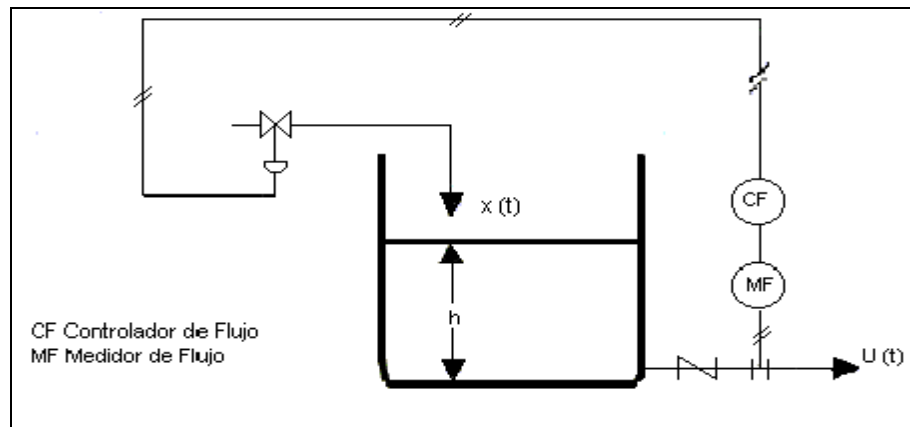 CF
x (t)
MF
h
CF Controlador de Flujo
MF Medidor de Flujo
U (t)